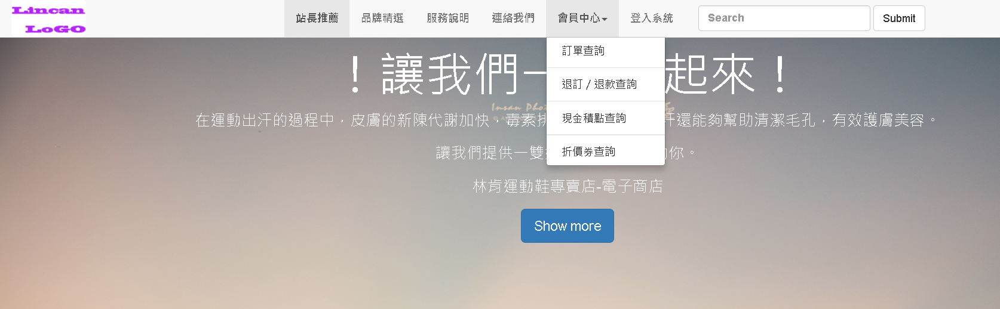 Lincan
LoGO
站長推薦
品牌精選
服務說明
連絡我們
會員中心
登入系統
Search
Submit
訂單查詢
退訂 / 退款查詢
現金積點查詢
折價券查詢
！讓我們一 起來！
Insan
在運動出汗的過程中，皮膚的新陳代謝加快，毒素排 汗還能夠幫助清潔毛孔，有效護膚美容。
讓我們提供一雙 你。
林肯運動鞋專賣店-電子商店
Show more